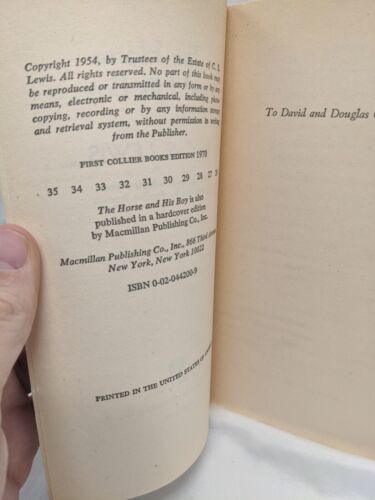 Copyright 1954, by Trustees of the Estate of C. S.
Lewis. All rights reserved. No part of this book may
be reproduced or transmitted in any form or by any
means, electronic or mechanical, including photo-
copying, recording or by any information storage
and retrieval system, without permission in writing
from the Publisher.
FIRST COLLIER BOOKS EDITION 1970
35 34 33 32 31 30 29 28 27
The Horse and His Boy is also
published in a hardcover edition
by Macmillan Publishing Co., Inc.
Macmillan Publishing Co., Inc., 866 Third
New York, New York 10022
ISBN 0-02-044200-9
PRINTED IN THE UNITED STATES OF
To David and Douglas